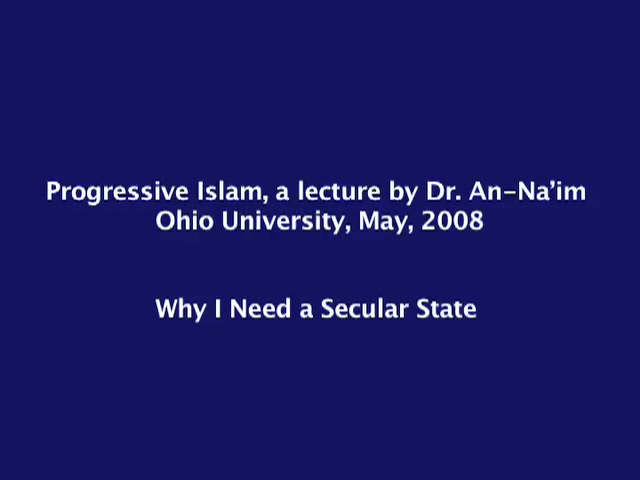 Progressive Islam, a lecture by Dr. An-Na’im
Ohio University, May, 2008
Why I Need a Secular State